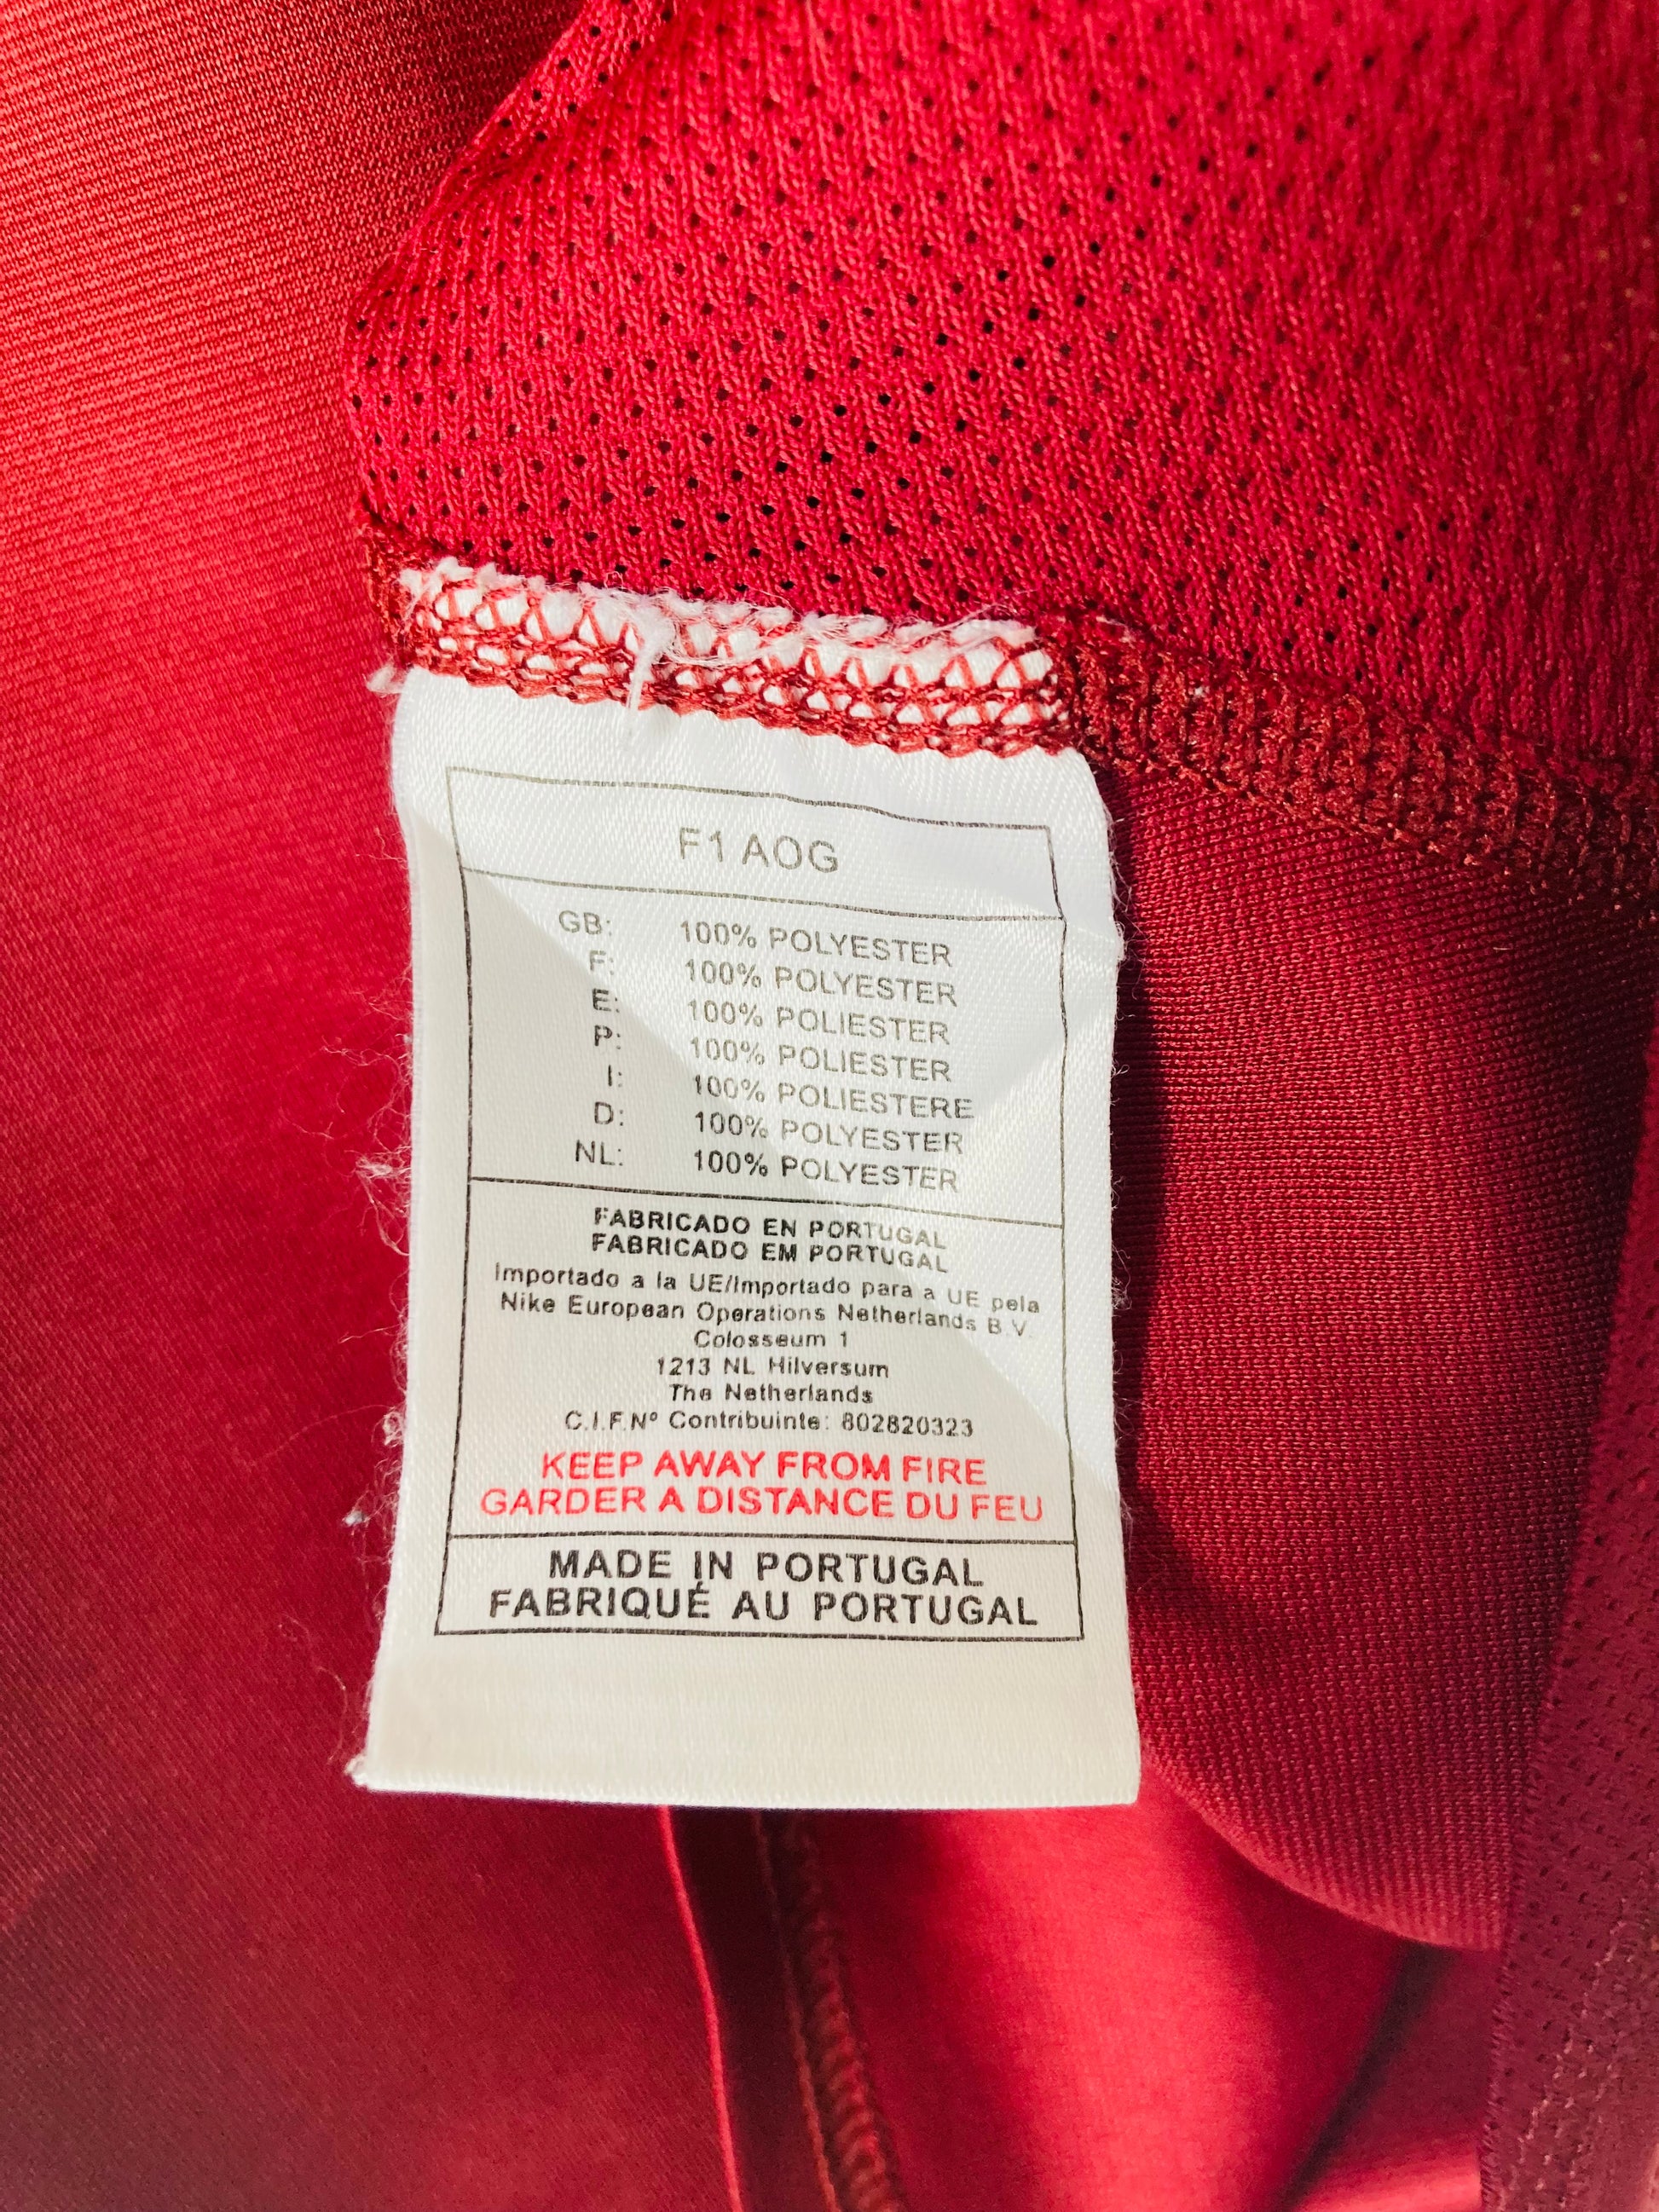 F1 AOG
GB: 100% POLYESTER
F: 100% POLYESTER
E: 100% POLIESTER
P: 100% POLIESTER
I: 100% POLIESTERE
D: 100% POLYESTER
NL: 100% POLYESTER
FABRICADO EN PORTUGAL
FABRICADO EM PORTUGAL
Importado a la UE/Importado para a UE pela
Nike European Operations Netherlands B.V.
Colosseum 1
1213 NL Hilversum
The Netherlands
C.I.F.Nº Contribuinte: 802820323
KEEP AWAY FROM FIRE
GARDER A DISTANCE DU FEU
MADE IN PORTUGAL
FABRIQUÉ AU PORTUGAL